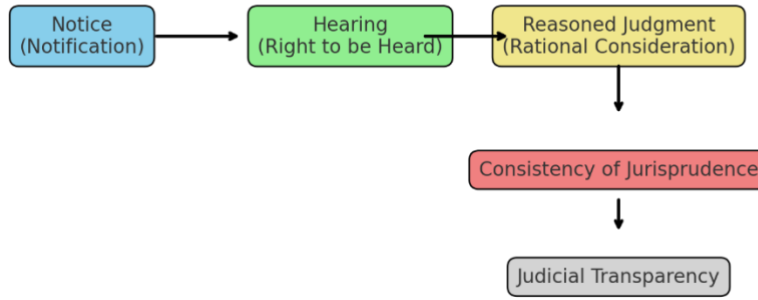 Notice
(Notification)
Hearing
(Right to be Heard)
Reasoned Judgment
(Rational Consideration)
Consistency of Jurisprudence
Judicial Transparency